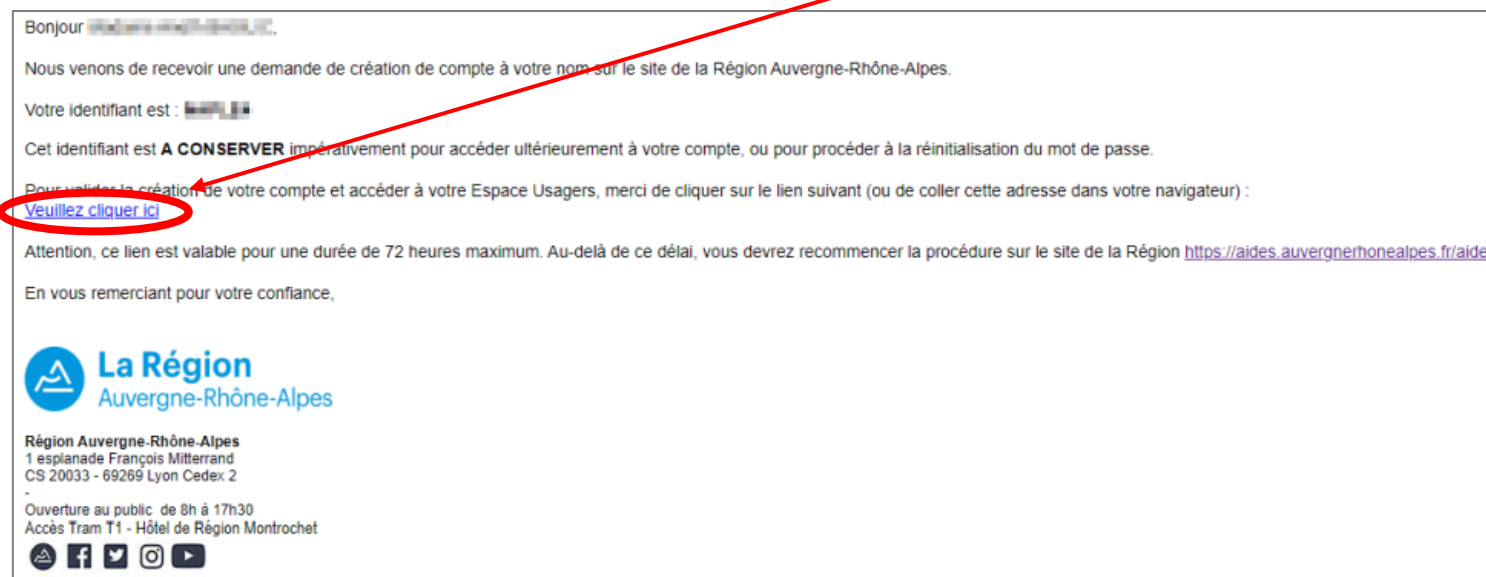 Bonjour
Nous venons de recevoir une demande de création de compte à votre nom sur le site de la Région Auvergne-Rhône-Alpes.
Votre identifiant est :
Cet identifiant est A CONSERVER impérativement pour accéder ultérieurement à votre compte, ou pour procéder à la réinitialisation du mot de passe.
Pour valider la création de votre compte et accéder à votre Espace Usagers, merci de cliquer sur le lien suivant (ou de coller cette adresse dans votre navigateur) :
Veuillez cliquer ici
Attention, ce lien est valable pour une durée de 72 heures maximum. Au-delà de ce délai, vous devrez recommencer la procédure sur le site de la Région https://aides.auvergnerhonealpes.fr/aide
En vous remerciant pour votre confiance,
La Région
Auvergne-Rhône-Alpes
Région Auvergne-Rhône-Alpes
1 esplanade François Mitterrand
CS 20033 - 69269 Lyon Cedex 2
-
Ouverture au public de 8h à 17h30
Accès Tram T1 - Hôtel de Région Montrochet